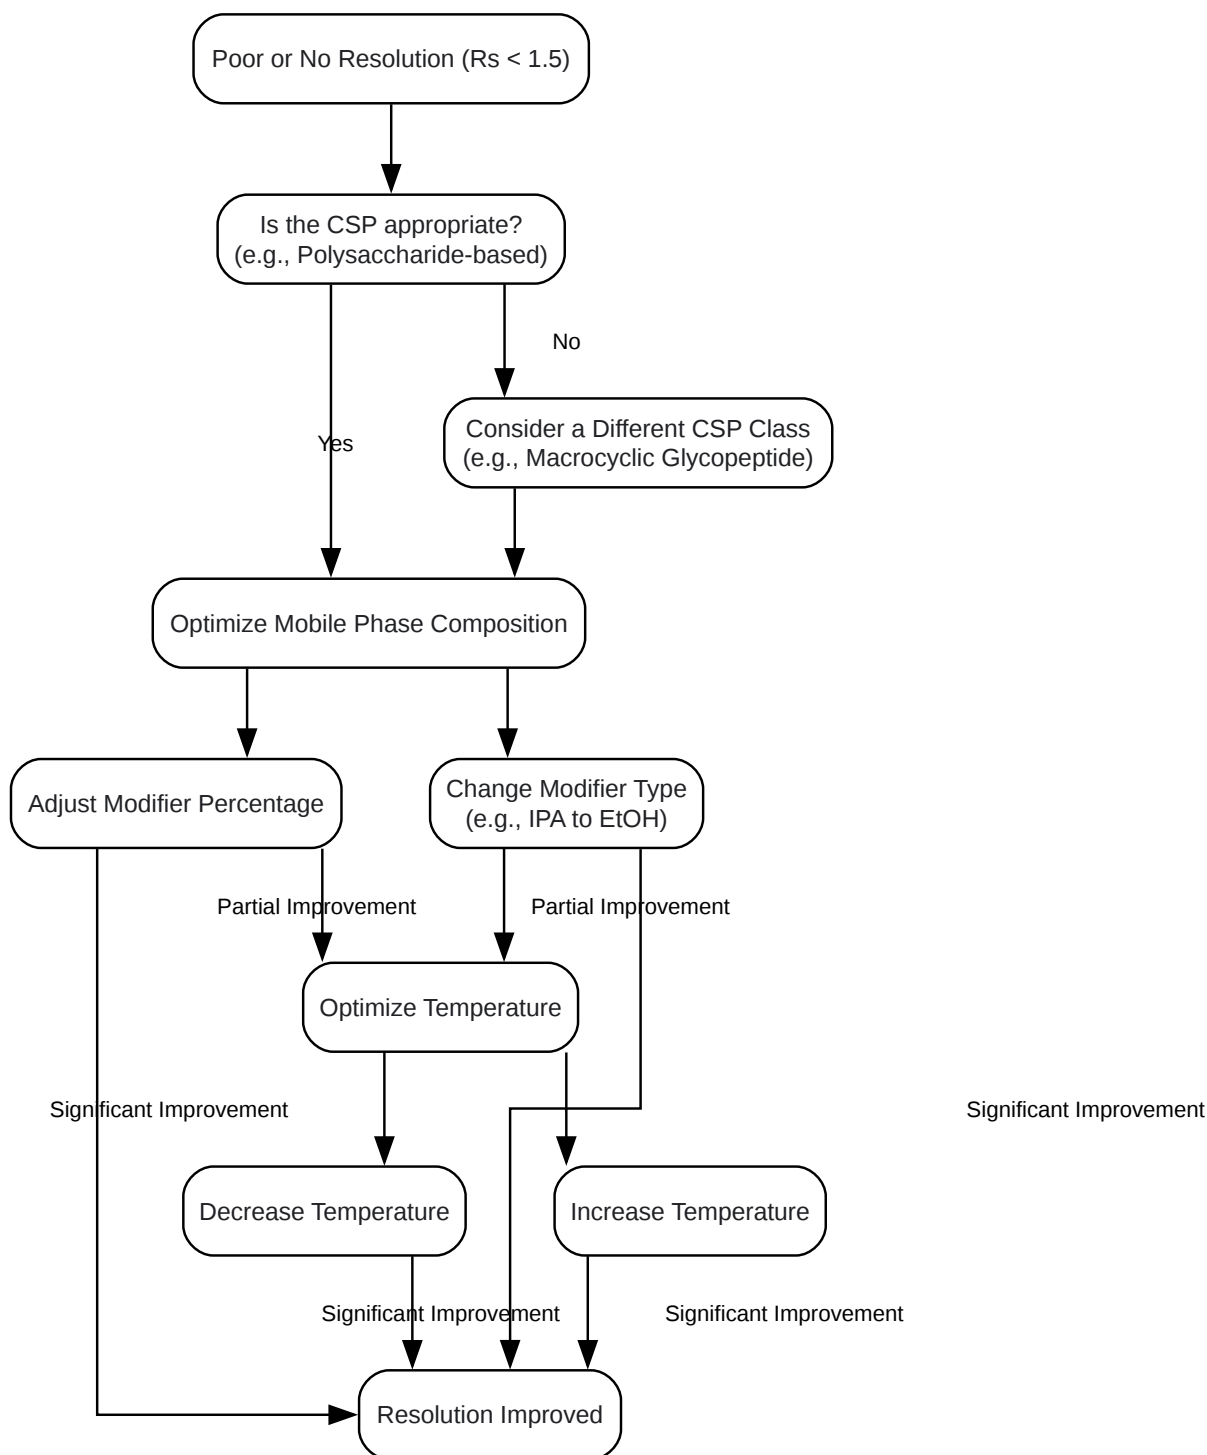 Poor or No Resolution (Rs < 1.5)
Is the CSP appropriate?
(e.g., Polysaccharide-based)
No
Consider a Different CSP Class
(e.g., Macrocyclic Glycopeptide)
Yes
Optimize Mobile Phase Composition
Adjust Modifier Percentage
Change Modifier Type
(e.g., IPA to EtOH)
Partial Improvement
Partial Improvement
Optimize Temperature
Significant Improvement
Significant Improvement
Decrease Temperature
Increase Temperature
Significant Improvement
Significant Improvement
Resolution Improved